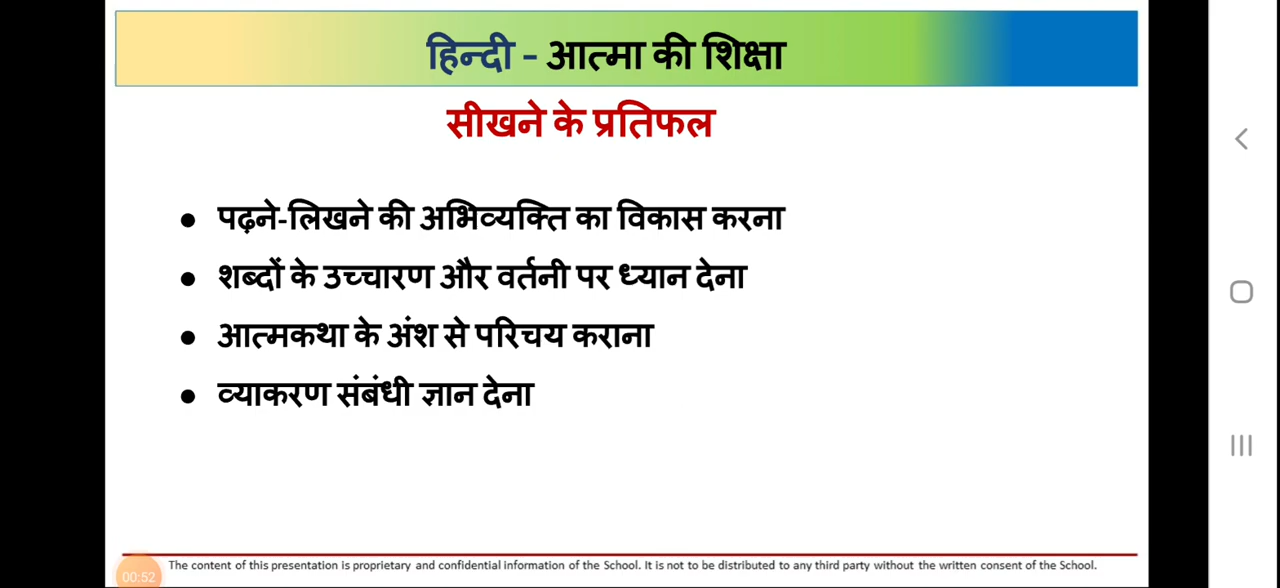 हिन्दी - आत्मा की शिक्षा
सीखने के प्रतिफल
● पढ़ने-लिखने की अभिव्यक्ति का विकास करना
● शब्दों के उच्चारण और वर्तनी पर ध्यान देना
● आत्मकथा के अंश से परिचय कराना
● व्याकरण संबंधी ज्ञान देना
The content of this presentation is proprietary and confidential information of the School. It is not to be distributed to any third party without the written consent of the School.
00:52